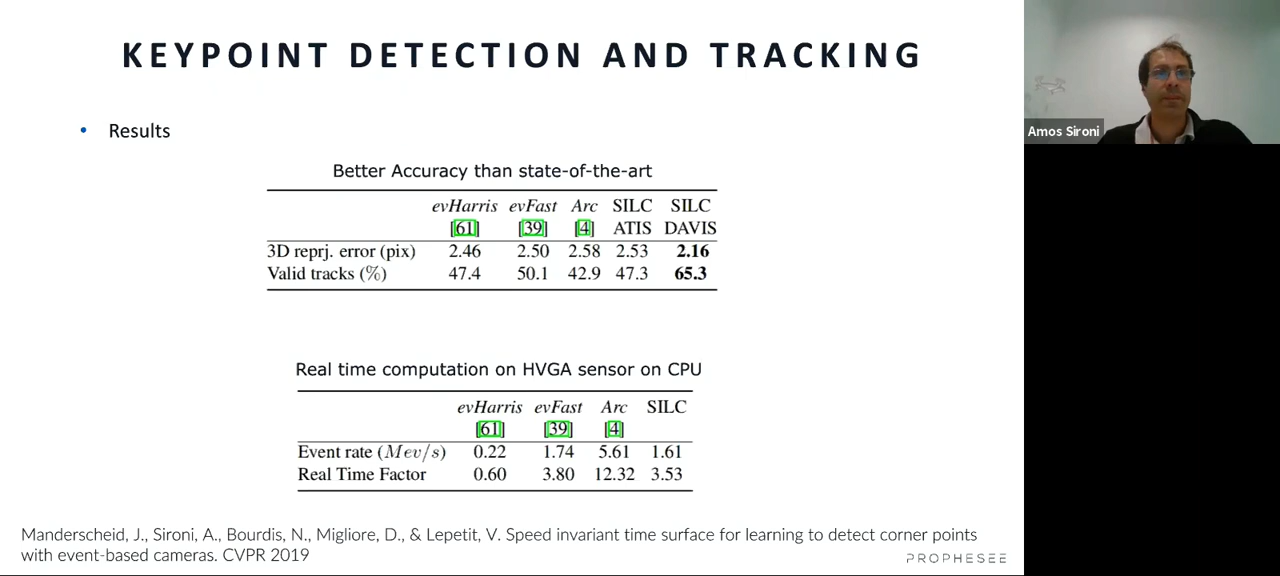 KEYPOINT DETECTION AND TRACKING
• Results
Better Accuracy than state-of-the-art
evHarris evFast Arc SILC SILC
[61] [39] [4] ATIS DAVIS
3D reprj. error (pix) 2.46 2.50 2.58 2.53 2.16
Valid tracks (%) 47.4 50.1 42.9 47.3 65.3
Real time computation on HVGA sensor on CPU
evHarris evFast Arc SILC
[61] [39] [4]
Event rate (Mev/s) 0.22 1.74 5.61 1.61
Real Time Factor 0.60 3.80 12.32 3.53
Manderscheid, J., Sironi, A., Bourdis, N., Migliore, D., & Lepetit, V. Speed invariant time surface for learning to detect corner points
with event-based cameras. CVPR 2019
PROPHESEE
Amos Sironi